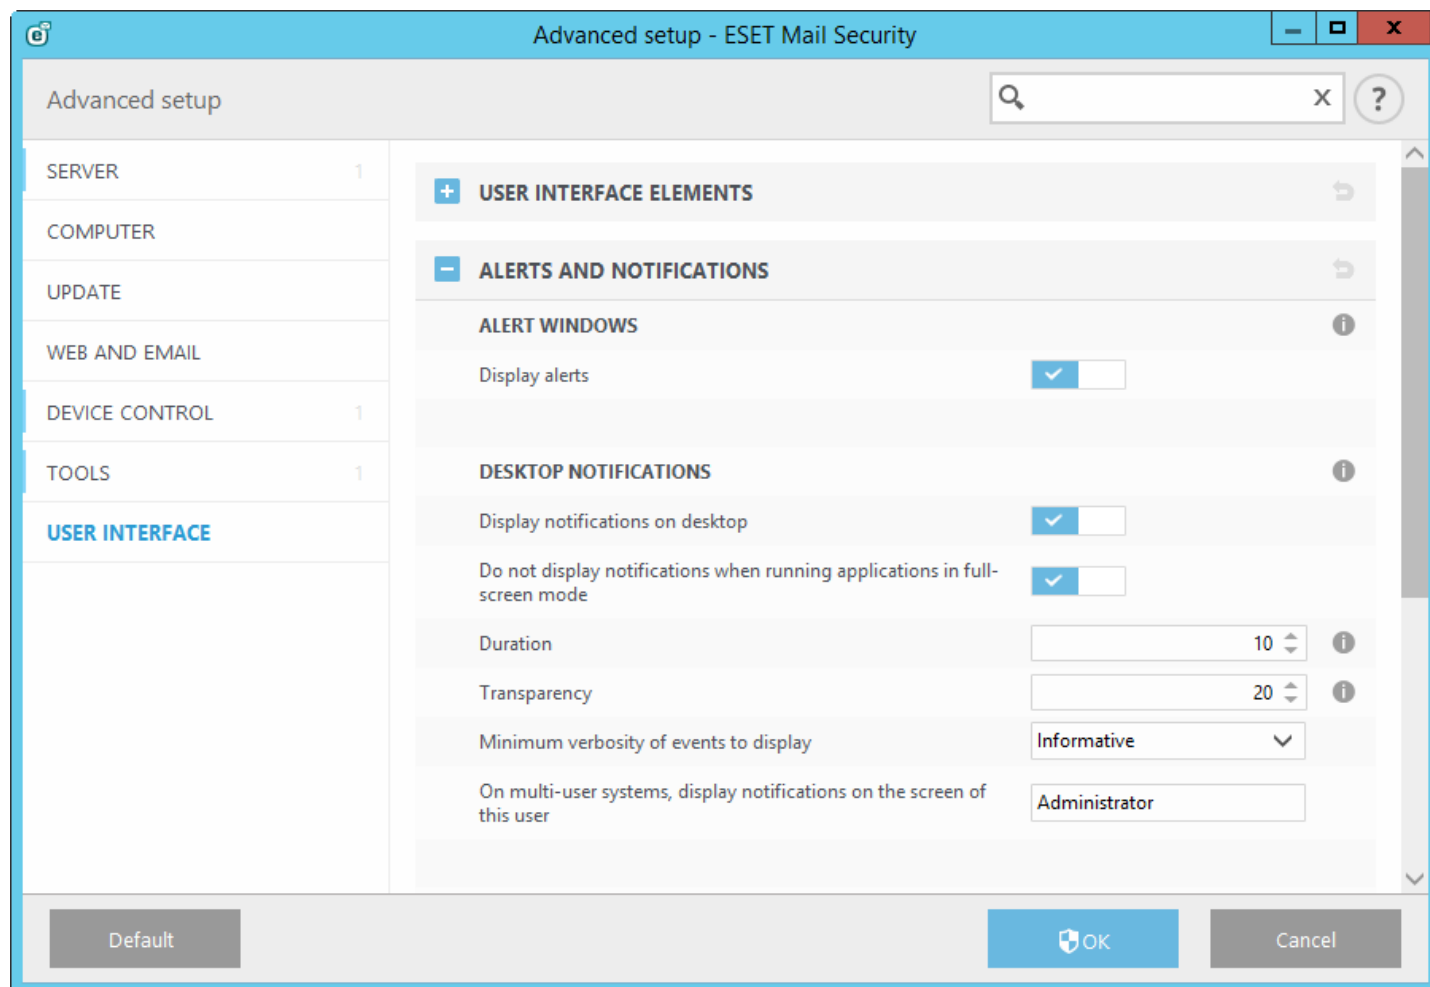 Advanced setup - ESET Mail Security
Advanced setup
SERVER 1
COMPUTER
UPDATE
WEB AND EMAIL
DEVICE CONTROL 1
TOOLS 1
USER INTERFACE
USER INTERFACE ELEMENTS
ALERTS AND NOTIFICATIONS
ALERT WINDOWS
Display alerts
DESKTOP NOTIFICATIONS
Display notifications on desktop
Do not display notifications when running applications in full-
screen mode
Duration 10
Transparency 20
Minimum verbosity of events to display Informative
On multi-user systems, display notifications on the screen of
this user
Administrator
Default
OK
Cancel